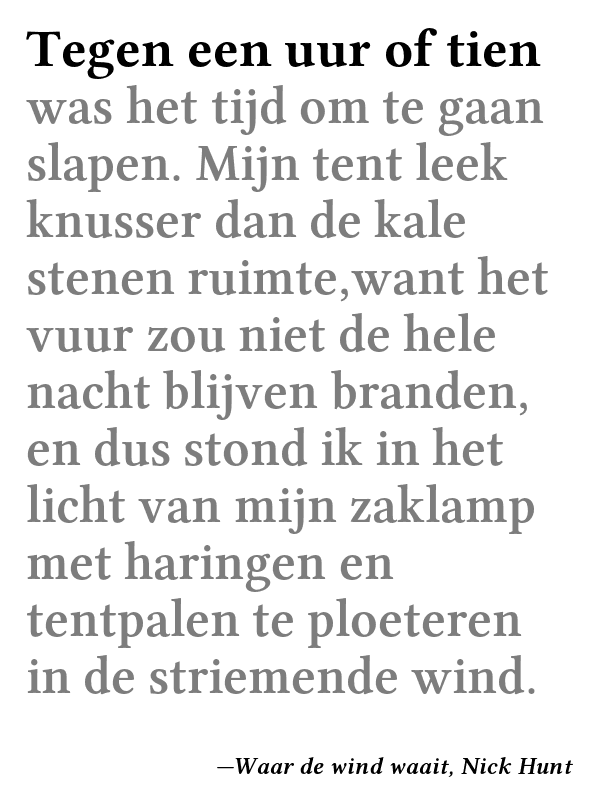 Tegen een uur of tien
was het tijd om te gaan
slapen. Mijn tent leek
knusser dan de kale
stenen ruimte,want het
vuur zou niet de hele
nacht blijven branden,
en dus stond ik in het
licht van mijn zaklamp
met haringen en
tentpalen te ploeteren
in de striemende wind.
—Waar de wind waait, Nick Hunt